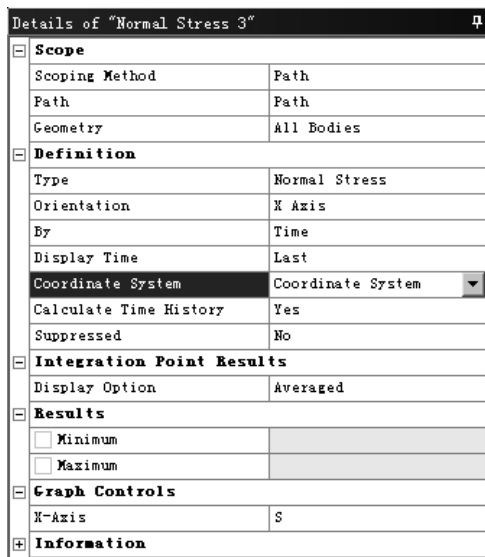 Details of "Normal Stress 3"
Scope
Scoping Method Path
Path Path
Geometry All Bodies
Definition
Type Normal Stress
Orientation X Axis
By Time
Display Time Last
Coordinate System Coordinate System
Calculate Time History Yes
Suppressed No
Integration Point Results
Display Option Averaged
Results
Minimum
Maximum
Graph Controls
X-Axis S
Information